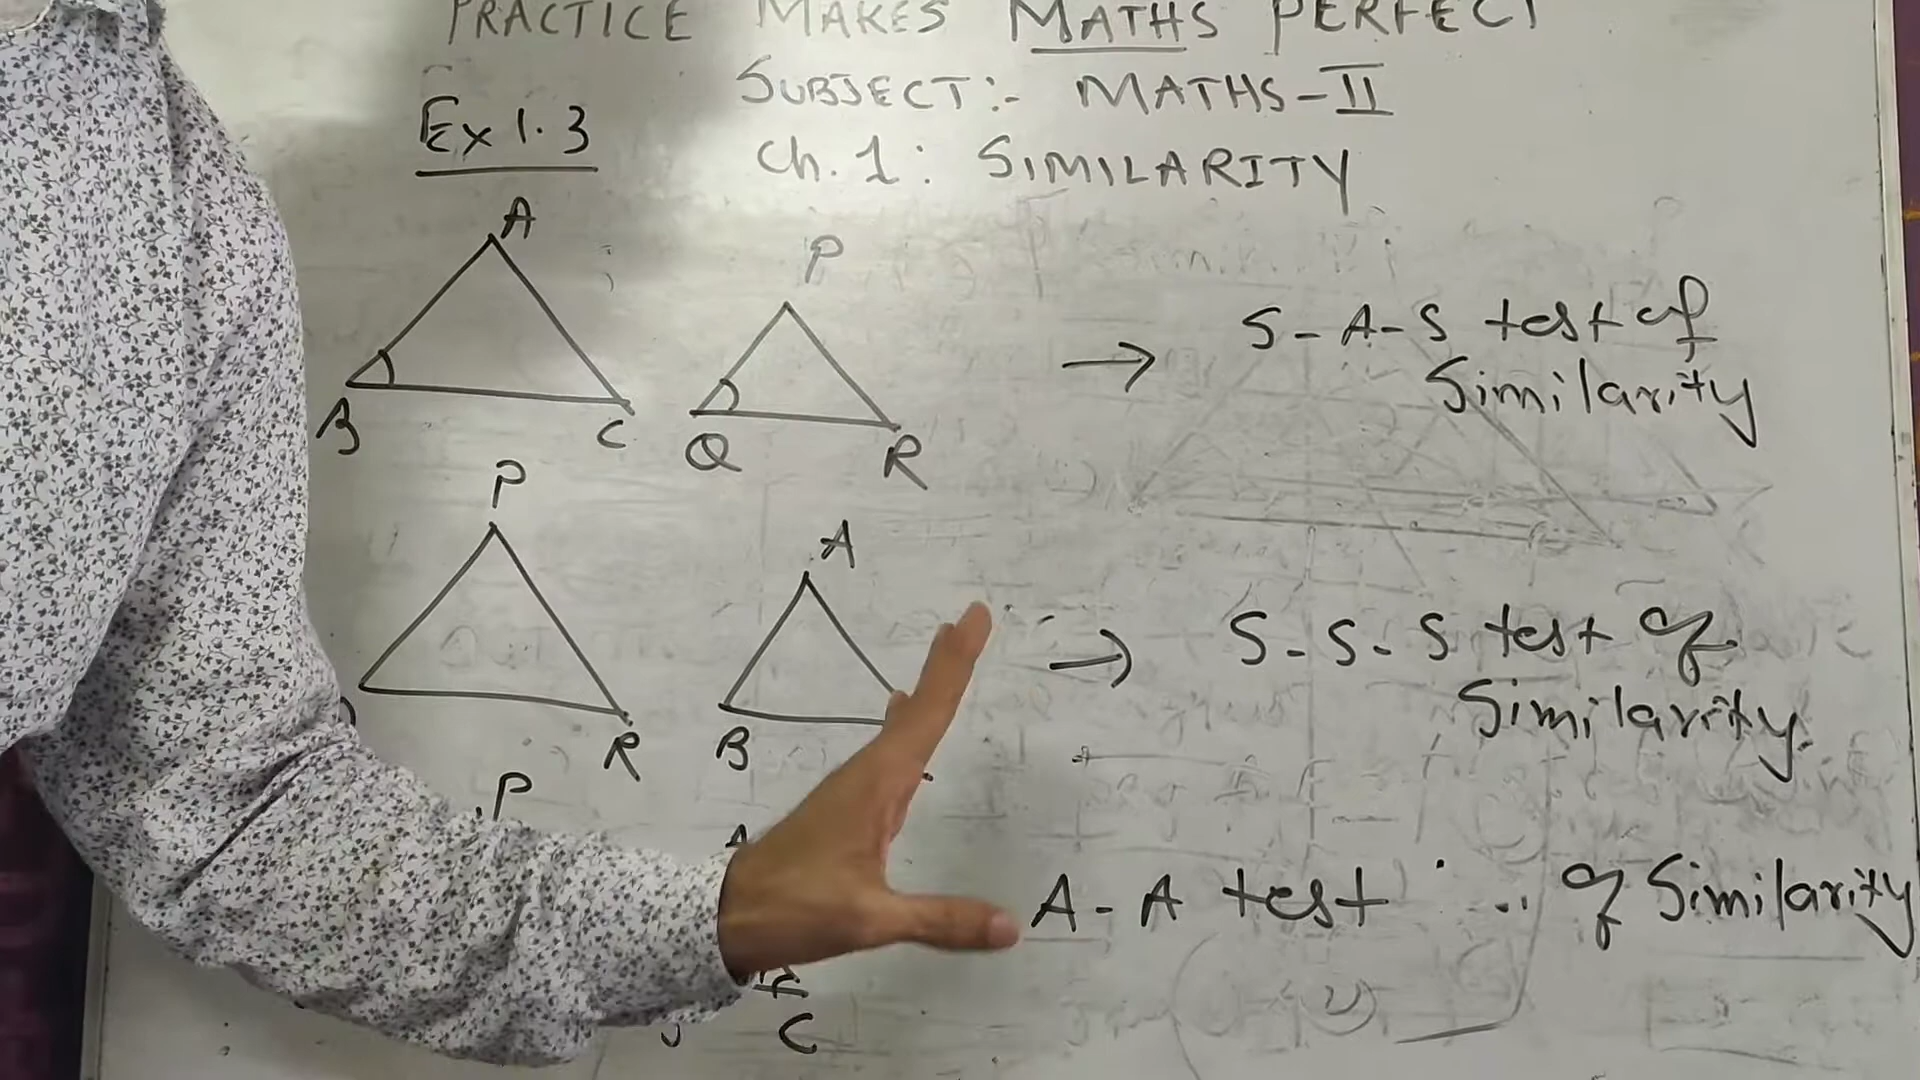 PRACTICE MAKES MATHS PERFECT
SUBJECT:- MATHS-II
Ex 1.3
Ch. 1: SIMILARITY
A
P
B
C
Q
R
→ S-A-S test of
Similarity
P
A
R
B
→ S-S-S test of
Similarity.
P
A
A-A test of Similarity
C